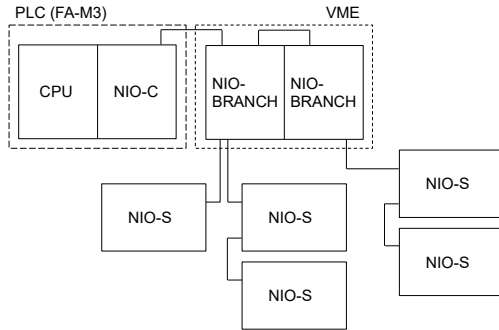 PLC (FA-M3)
VME
CPU
NIO-C
NIO-
BRANCH
NIO-
BRANCH
NIO-S
NIO-S
NIO-S
NIO-S
NIO-S